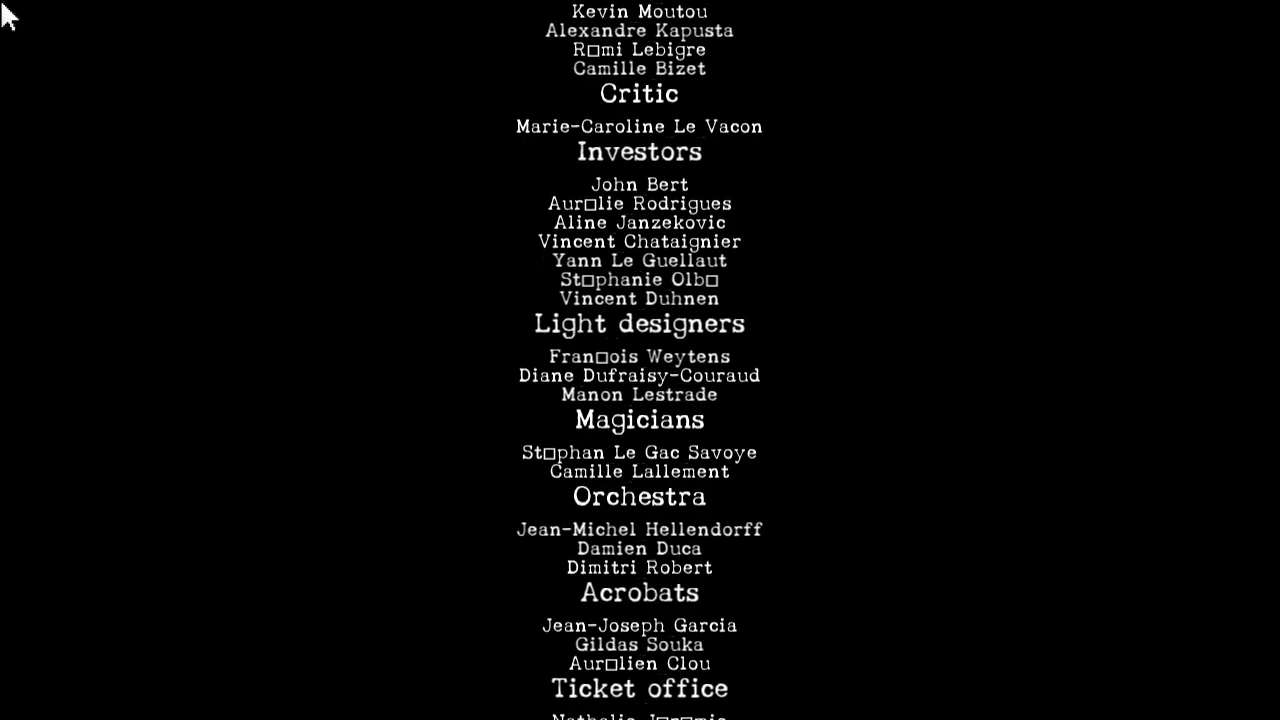 Kevin Moutou
Alexandre Kapusta
R□mi Lebigre
Camille Bizet
Critic
Marie-Caroline Le Vacon
Investors
John Bert
Aur□lie Rodrigues
Aline Janzekovic
Vincent Chataignier
Yann Le Guellaut
St□phanie Olb□
Vincent Duhnen
Light designers
Fran□ois Weytens
Diane Dufraisy-Couraud
Manon Lestrade
Magicians
St□phan Le Gac Savoye
Camille Lallement
Orchestra
Jean-Michel Hellendorff
Damien Duca
Dimitri Robert
Acrobats
Jean-Joseph Garcia
Gildas Souka
Aur□lien Clou
Ticket office
Nathalie J□r□mie